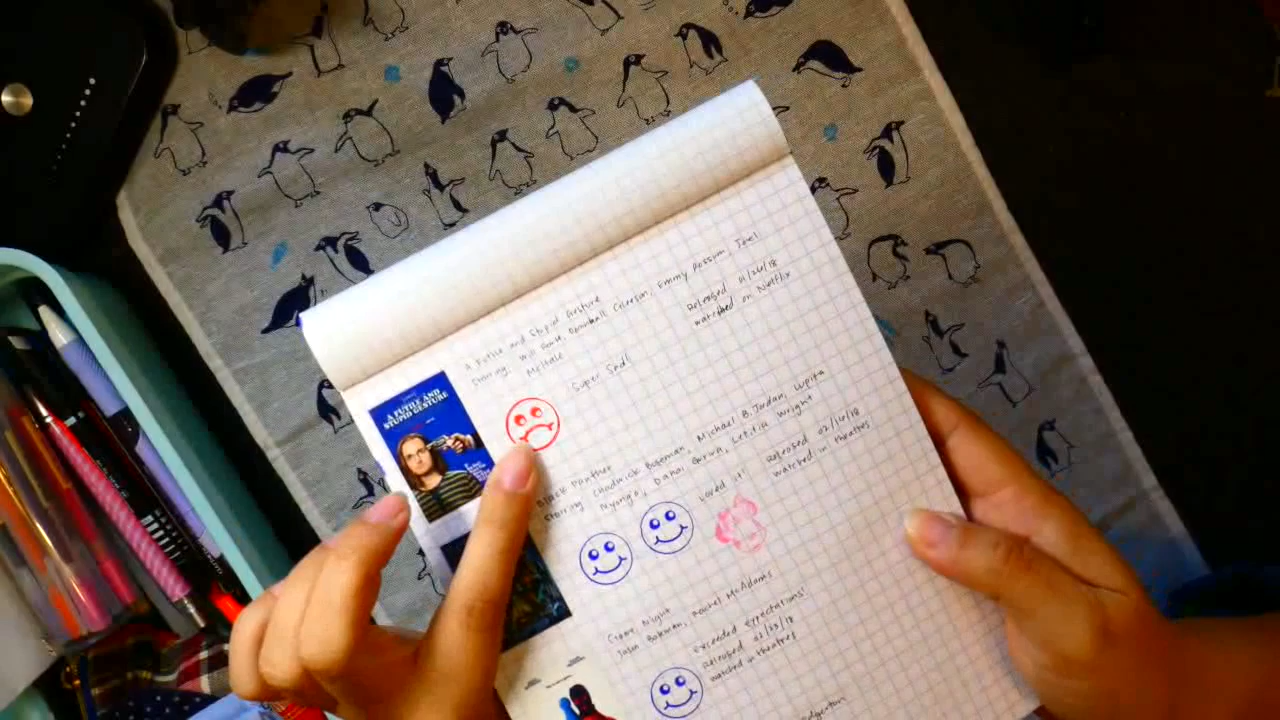 A Futile and Stupid Gesture
Starring: Will Forte, Domhnall Gleeson, Emmy Rossum, Joel
McHale
Released 01/26/18
watched on Netflix
Super Sad!
A FUTILE AND
STUPID GESTURE
Black Panther
Starring Chadwick Boseman, Michael B. Jordan, Lupita
Nyong'o, Danai Gurira, Letitia Wright
Loved it!
Released 02/16/18
watched in theatres
Game Night
Jason Bateman, Rachel McAdams
Exceeded Expectations!
Released 02/23/18
watched in theatres
Edgerton